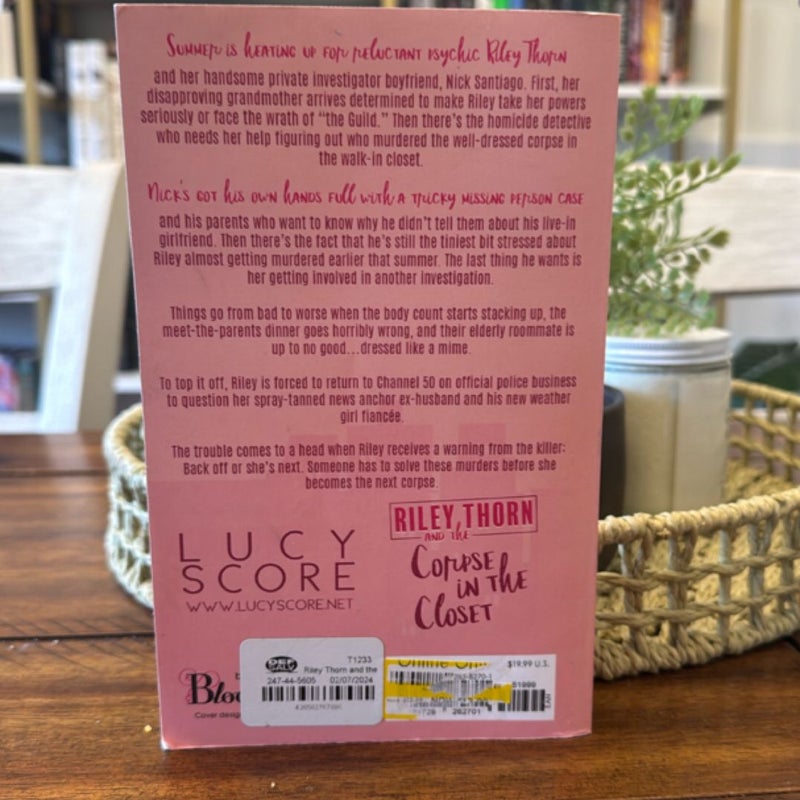 Summer is heating up for reluctant psychic Riley Thorn
and her handsome private investigator boyfriend, Nick Santiago. First, her
disapproving grandmother arrives determined to make Riley take her powers
seriously or face the wrath of “the Guild.” Then there’s the homicide detective
who needs her help figuring out who murdered the well-dressed corpse in
the walk-in closet.
Nick’s got his own hands full with a tricky missing person case
and his parents who want to know why he didn’t tell them about his live-in
girlfriend. Then there’s the fact that he’s still the tiniest bit stressed about
Riley almost getting murdered earlier that summer. The last thing he wants is
her getting involved in another investigation.
Things go from bad to worse when the body count starts stacking up, the
meet-the-parents dinner goes horribly wrong, and their elderly roommate is
up to no good...dressed like a mime.
To top it off, Riley is forced to return to Channel 50 on official police business
to question her spray-tanned news anchor ex-husband and his new weather
girl fiancée.
The trouble comes to a head when Riley receives a warning from the killer:
Back off or she’s next. Someone has to solve these murders before she
becomes the next corpse.
LUCY
SCORE
WWW.LUCYSCORE.NET
RILEY THORN
AND THE
Corpse
IN THE
Closet
Bloo
Cover desig
T1233
Riley Thorn and the
247-44-5605 02/07/2024
$19.99 U.S.
51999
EAN
262701